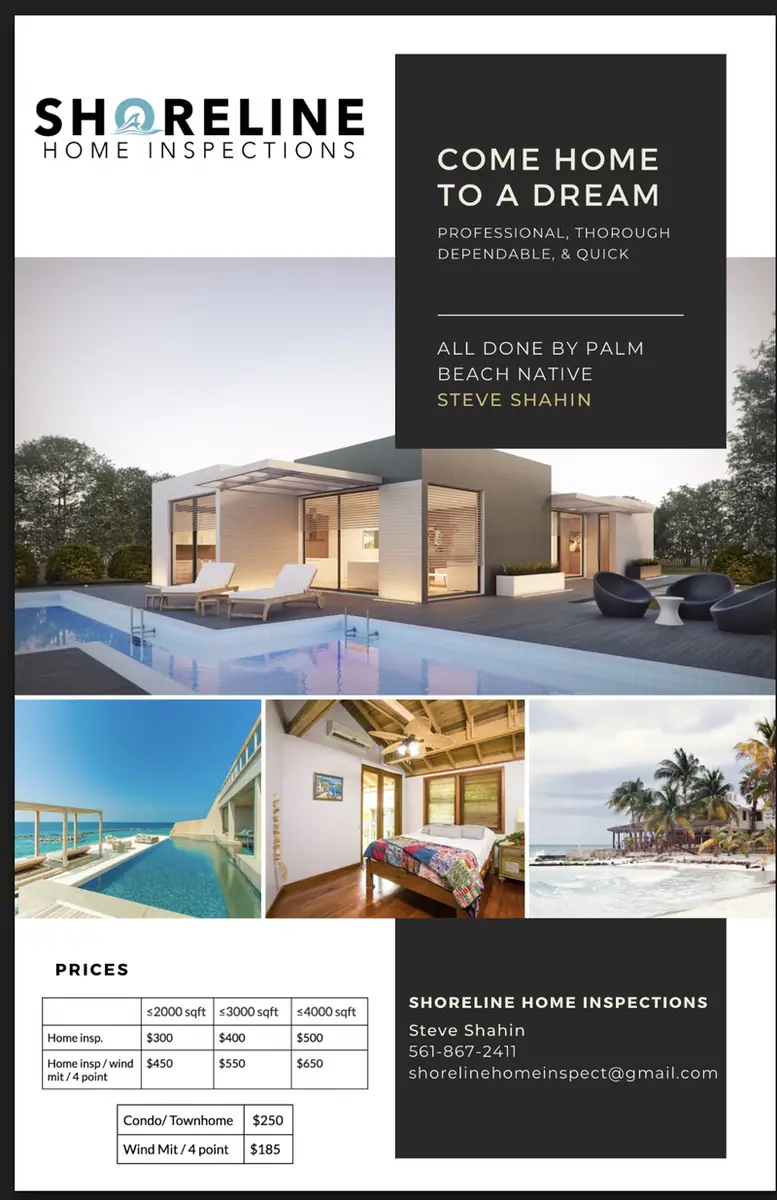 SHORELINE
HOME INSPECTIONS
COME HOME
TO A DREAM
PROFESSIONAL, THOROUGH
DEPENDABLE, & QUICK
ALL DONE BY PALM
BEACH NATIVE
STEVE SHAHIN
PRICES
≤2000 sqft ≤3000 sqft ≤4000 sqft
Home insp. $300 $400 $500
Home insp / wind $450 $550 $650
mit / 4 point
Condo/ Townhome $250
Wind Mit / 4 point $185
SHORELINE HOME INSPECTIONS
Steve Shahin
561-867-2411
shorelinehomeinspect@gmail.com